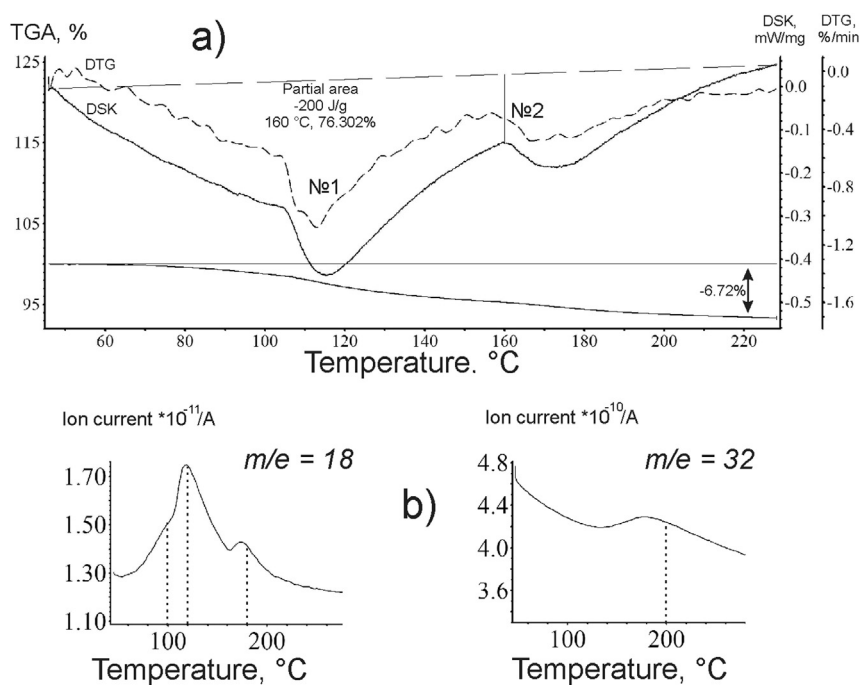 TGA, %
a)
DSK,
mW/mg
DTG,
%/min
125
115
105
95
DTG
DSK
Partial area
-200 J/g
160 °C, 76.302%
№1
№2
-6.72%
0.0
-0.1
-0.2
-0.3
-0.4
-0.5
0.0
-0.4
-0.8
-1.2
-1.6
40 60 80 100 120 140 160 180 200 220
Temperature. °C
Ion current *10⁻¹¹/A
m/e = 18
1.70
1.50
1.30
1.10
100 200
Temperature, °C
b)
Ion current *10⁻¹⁰/A
m/e = 32
4.8
4.4
4.0
3.6
100 200
Temperature, °C